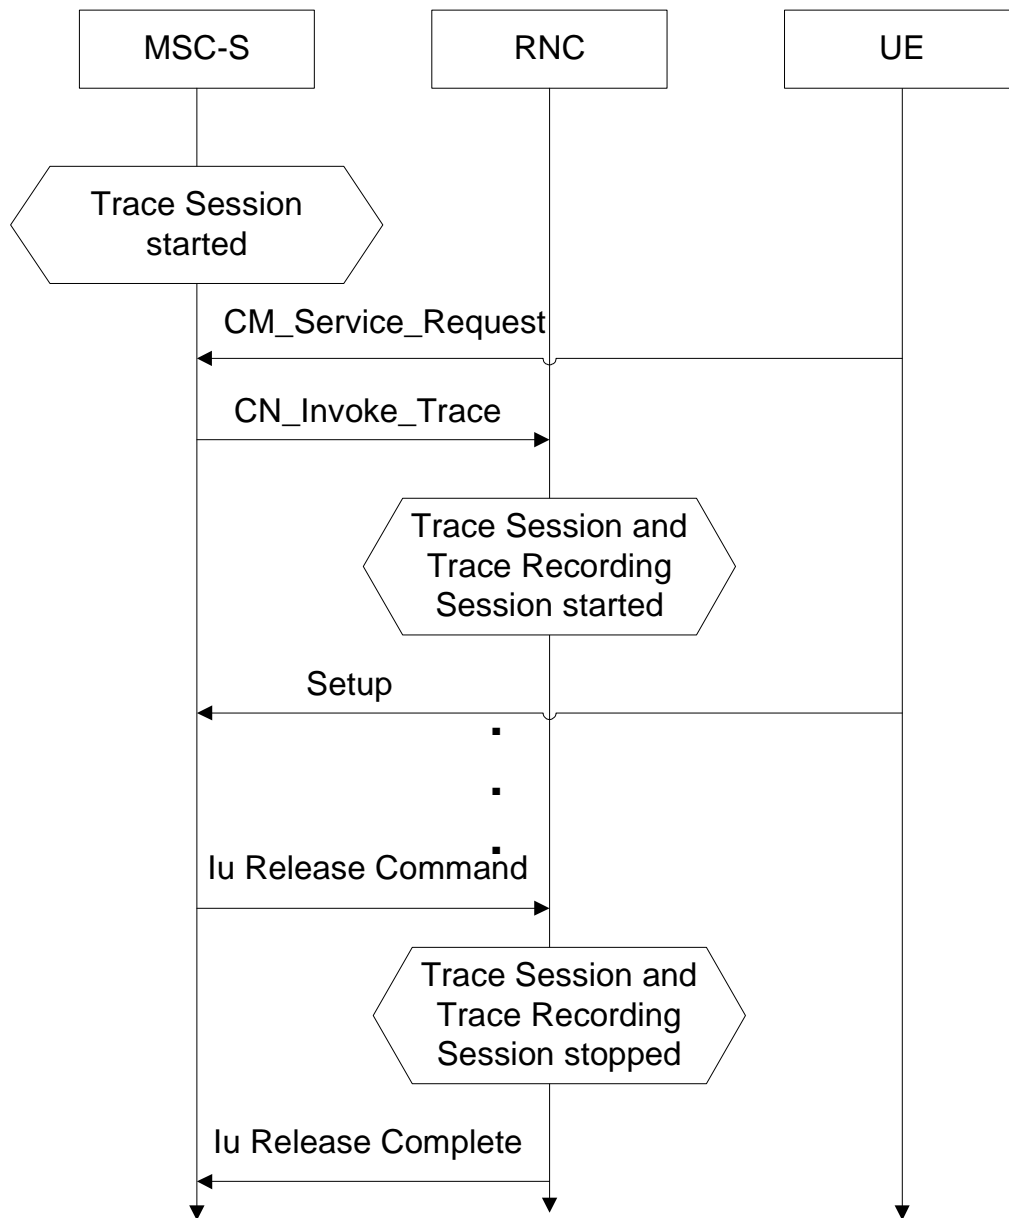 MSC-S
RNC
UE
Trace Session
started
CM_Service_Request
CN_Invoke_Trace
Trace Session and
Trace Recording
Session started
Setup
Iu Release Command
Trace Session and
Trace Recording
Session stopped
Iu Release Complete